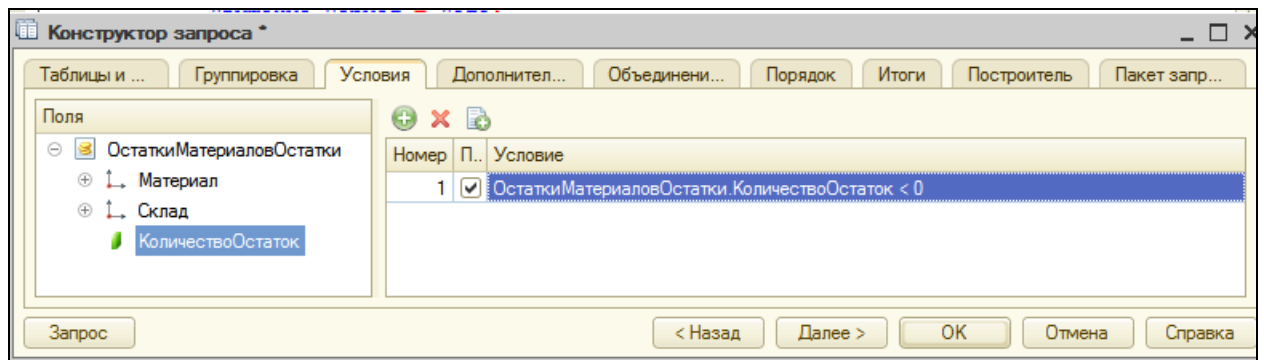 Конструктор запроса *
Таблицы и ... Группировка Условия Дополнител... Объединени... Порядок Итоги Построитель Пакет запр...
Поля
ОстаткиМатериаловОстатки
Материал
Склад
КоличествоОстаток
Номер П.. Условие
1 ОстаткиМатериаловОстатки.КоличествоОстаток < 0
Запрос < Назад Далее > OK Отмена Справка